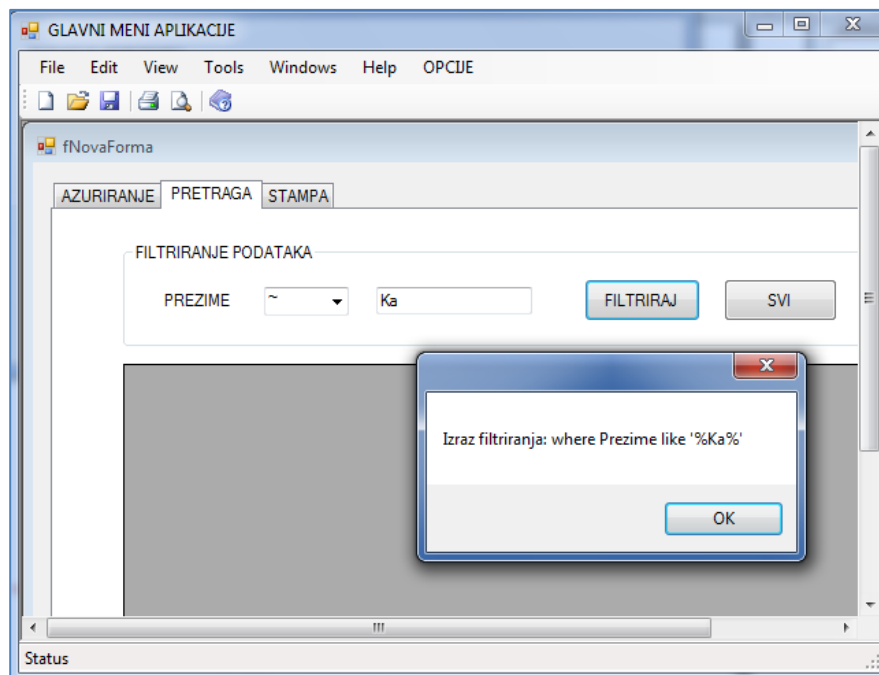 GLAVNI MENI APLIKACIJE
File Edit View Tools Windows Help OPCIJE
fNovaForma
AZURIRANJE PRETRAGA STAMPA
FILTRIRANJE PODATAKA
PREZIME ~ Ka FILTRIRAJ SVI
Izraz filtriranja: where Prezime like '%Ka%'
OK
Status